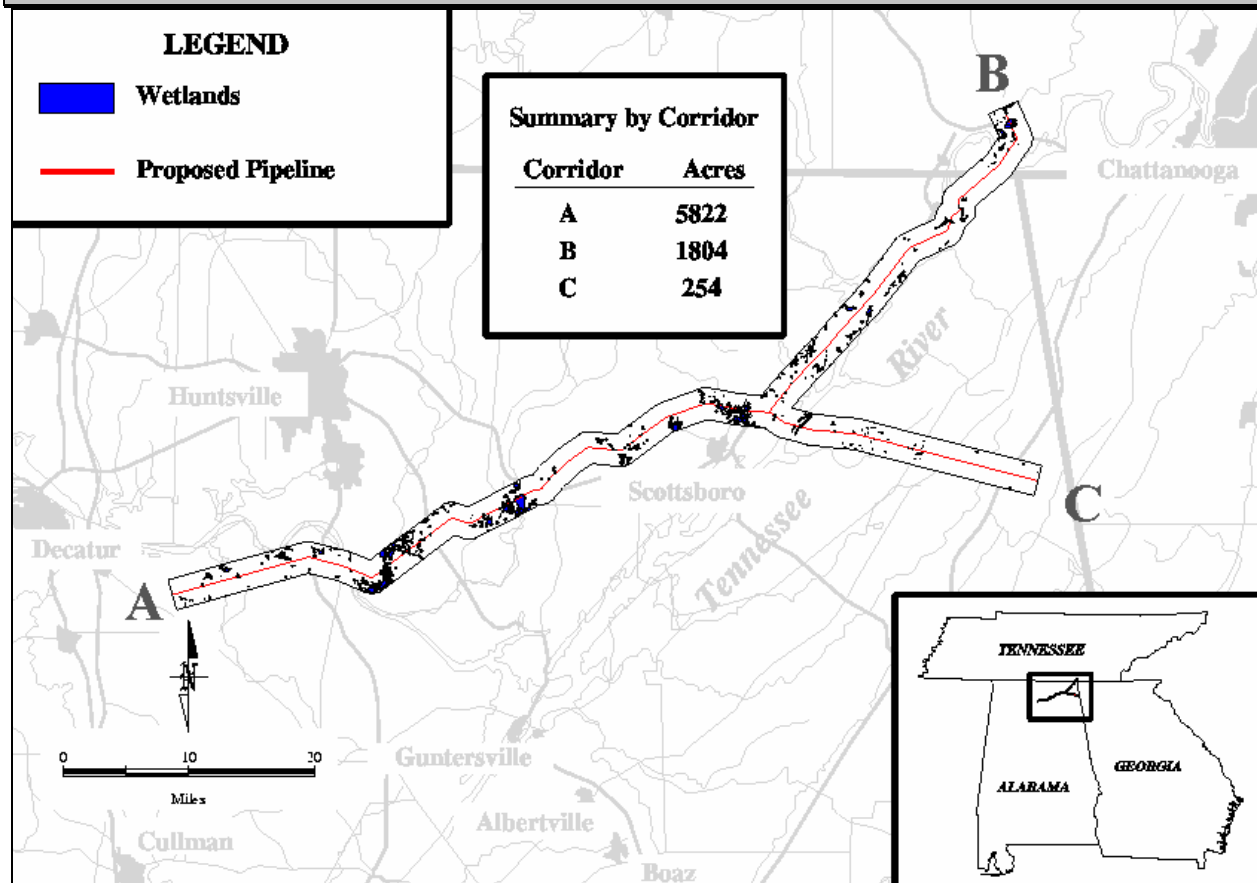 LEGEND
Wetlands
Proposed Pipeline
Summary by Corridor
Corridor Acres
A 5822
B 1804
C 254
B
Chattanooga
River
Huntsville
Scottsboro
Tennessee
C
Decatur
A
N
0 10 20
Miles
Guntersville
Albertville
Cullman
Boaz
TENNESSEE
ALABAMA
GEORGIA